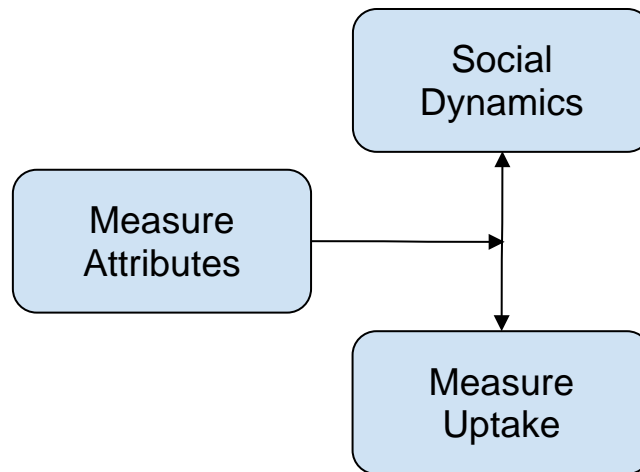 Social
Dynamics
Measure
Attributes
Measure
Uptake